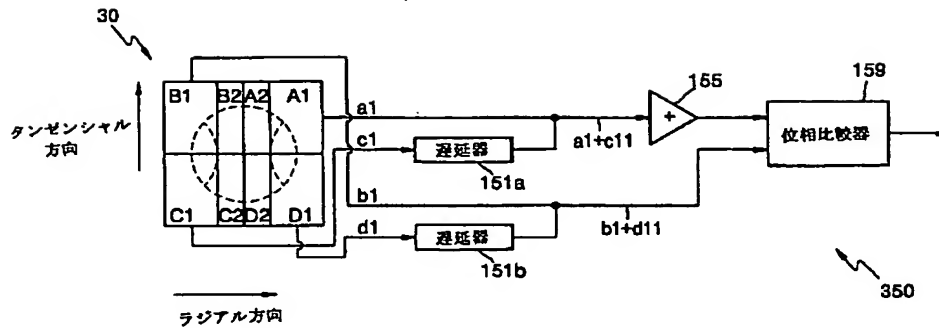 30
B1 B2 A2 A1
C1 C2 D2 D1
タンゼンシャル
方向
ラジアル方向
a1
c1
遅延器
151a
b1
d1
遅延器
151b
a1+c11
155
+
b1+d11
159
位相比較器
350